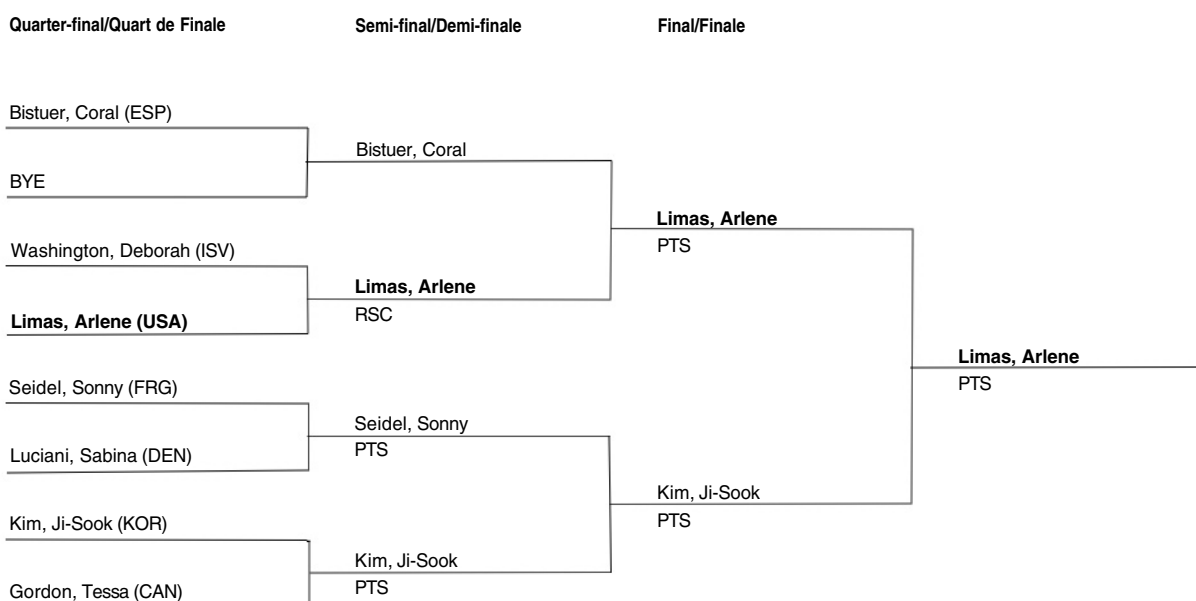 Quarter-final/Quart de Finale
Semi-final/Demi-finale
Final/Finale
Bistuer, Coral (ESP)
Bistuer, Coral
BYE
Limas, Arlene
PTS
Washington, Deborah (ISV)
Limas, Arlene
RSC
Limas, Arlene (USA)
Limas, Arlene
PTS
Seidel, Sonny (FRG)
Seidel, Sonny
PTS
Luciani, Sabina (DEN)
Kim, Ji-Sook
PTS
Kim, Ji-Sook (KOR)
Kim, Ji-Sook
PTS
Gordon, Tessa (CAN)